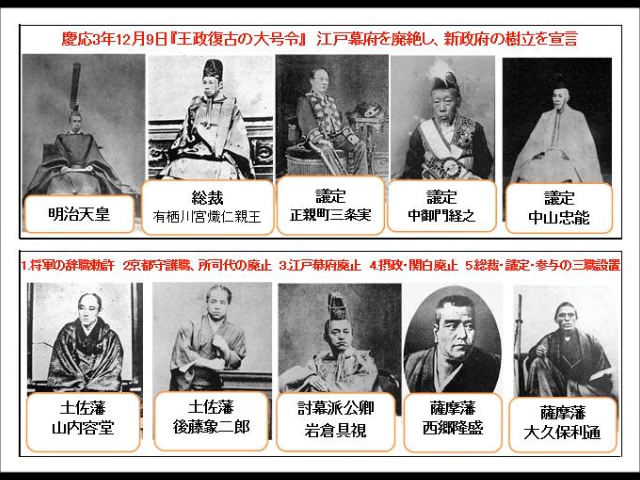 慶応3年12月9日『王政復古の大号令』 江戸幕府を廃絶し、新政府の樹立を宣言
明治天皇
総裁
有栖川宮熾仁親王
議定
正親町三条実
議定
中御門経之
議定
中山忠能
1.将軍の辞職勅許 2京都守護職、所司代の廃止 3.江戸幕府廃止 4.摂政・関白廃止 5総裁・議定・参与の三職設置
土佐藩
山内容堂
土佐藩
後藤象二郎
討幕派公卿
岩倉具視
薩摩藩
西郷隆盛
薩摩藩
大久保利通